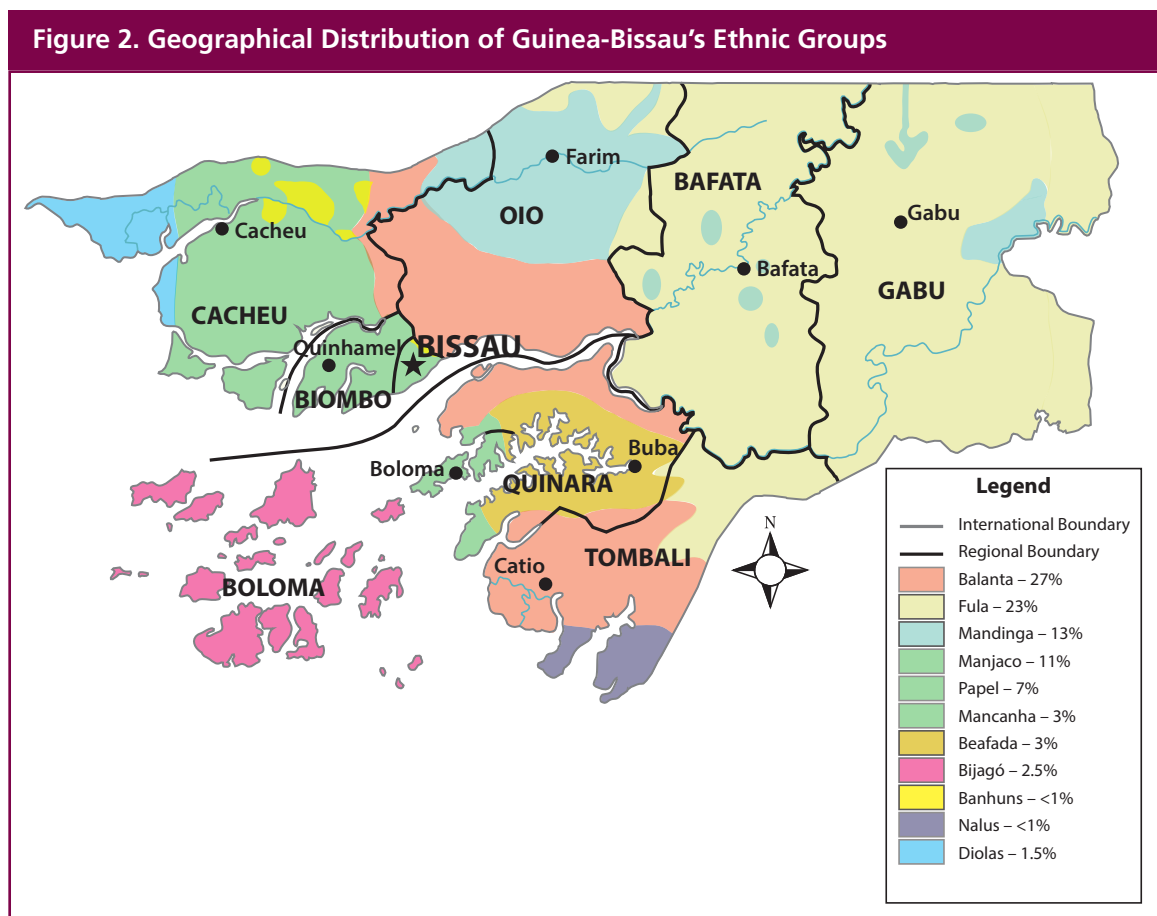 Figure 2. Geographical Distribution of Guinea-Bissau's Ethnic Groups
Farim
BAFATA
OIO
Gabu
Cacheu
Bafata
GABU
CACHEU
Quinhamel
BISSAU
BIOMBO
Buba
Boloma
QUINARA
TOMBALI
Catio
BOLOMA
N
Legend
International Boundary
Regional Boundary
Balanta – 27%
Fula – 23%
Mandinga – 13%
Manjaco – 11%
Papel – 7%
Mancanha – 3%
Beafada – 3%
Bijagó – 2.5%
Banhuns – <1%
Nalus – <1%
Diolas – 1.5%